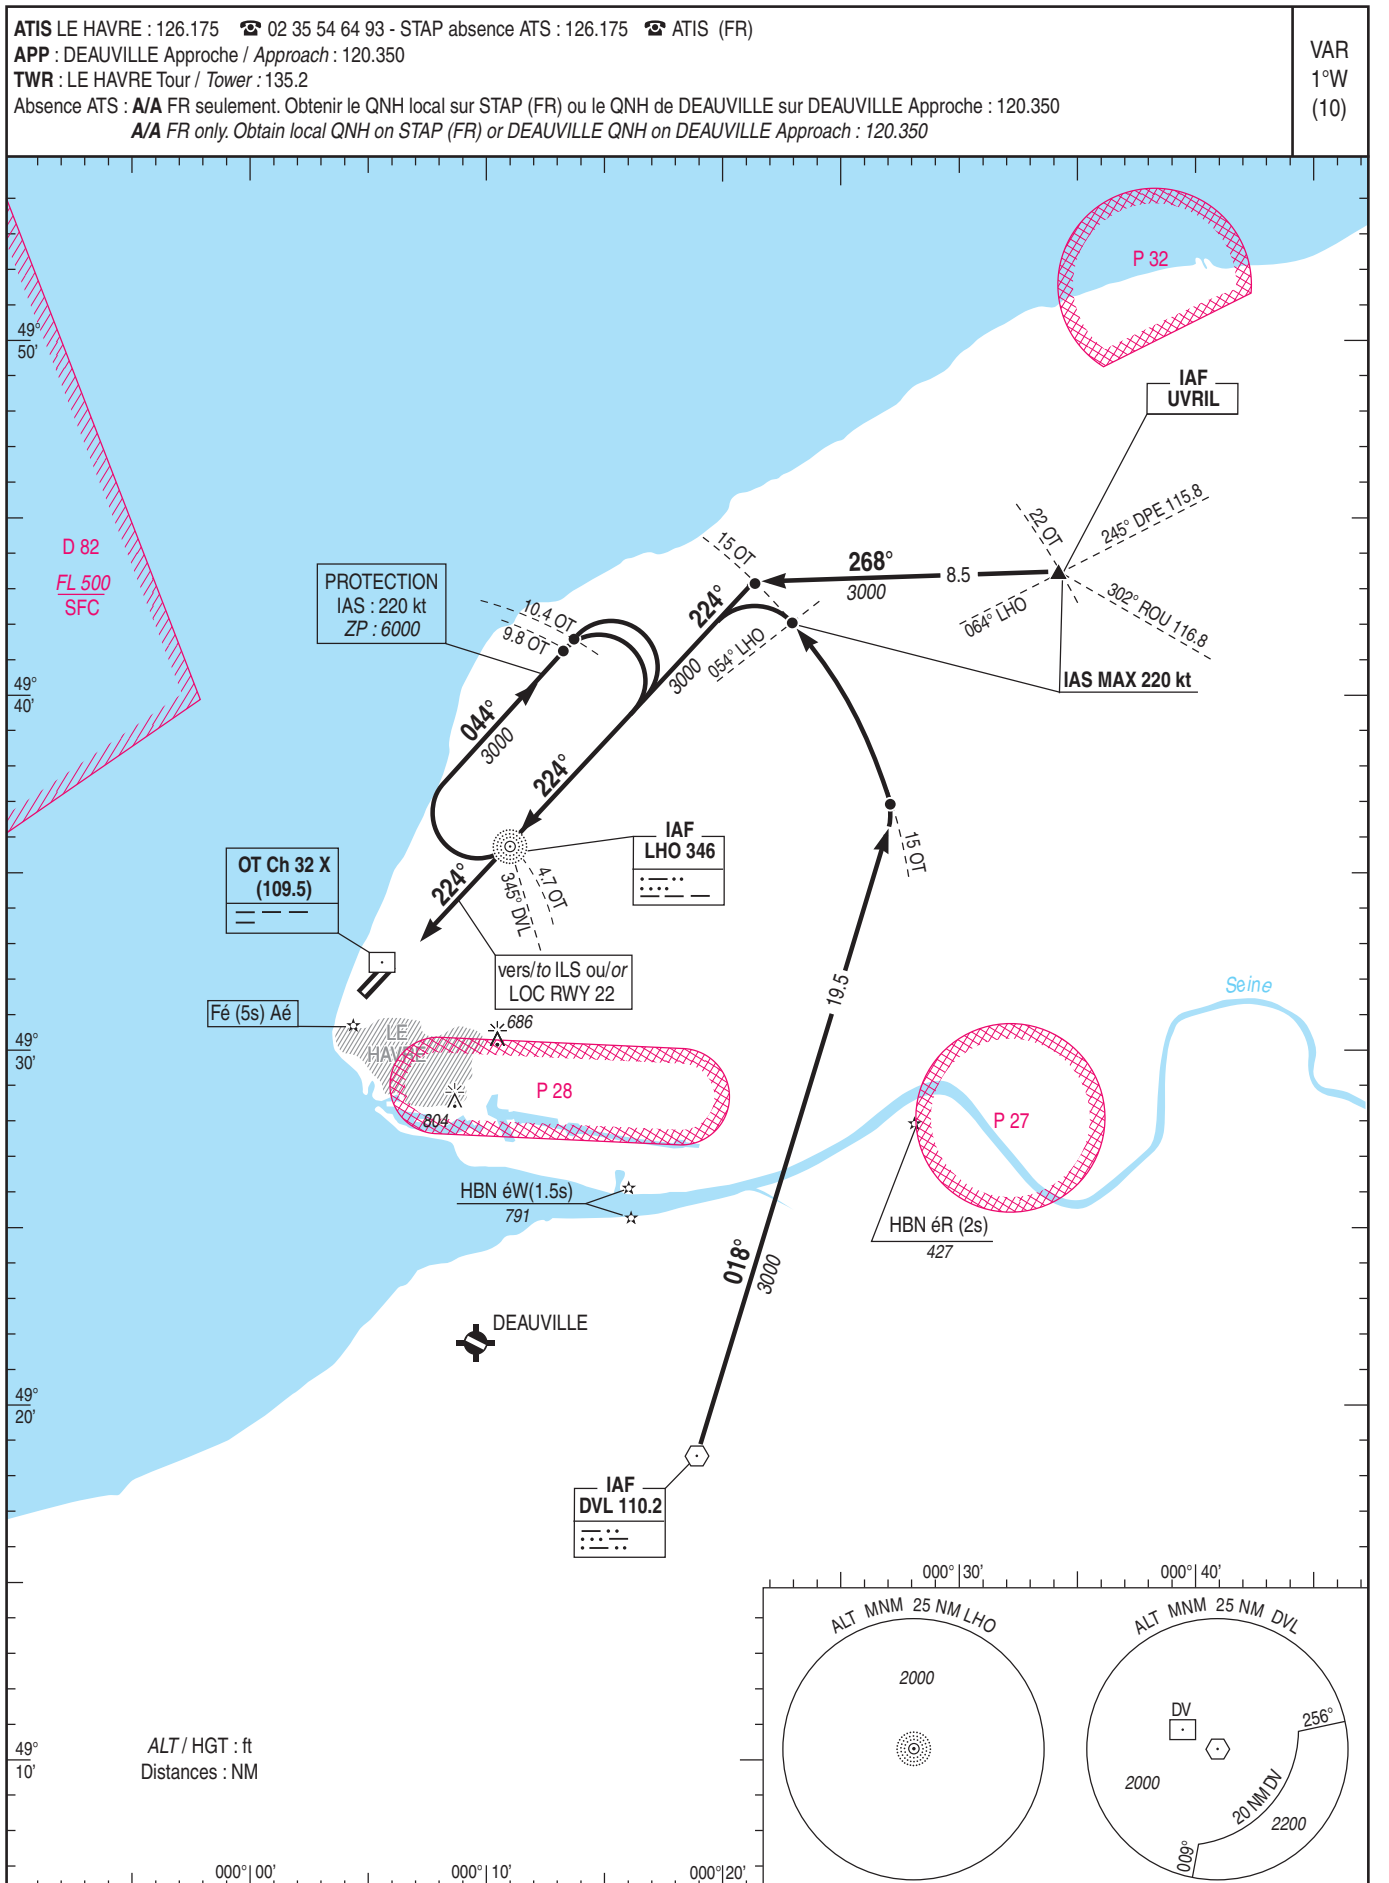 ATIS LE HAVRE : 126.175 ☎ 02 35 54 64 93 - STAP absence ATS : 126.175 ☎ ATIS (FR)
APP : DEAUVILLE Approche / Approach : 120.350
TWR : LE HAVRE Tour / Tower : 135.2
Absence ATS : A/A FR seulement. Obtenir le QNH local sur STAP (FR) ou le QNH de DEAUVILLE sur DEAUVILLE Approche : 120.350
A/A FR only. Obtain local QNH on STAP (FR) or DEAUVILLE QNH on DEAUVILLE Approach : 120.350
VAR
1°W
(10)
P 32
49°
50'
IAF
UVRIL
D 82
FL 500
SFC
PROTECTION
IAS : 220 kt
ZP : 6000
15 OT
268°
3000
8.5
22 OT
245° DPE 115.8
302° ROU 116.8
064° LHO
10.4 OT
9.8 OT
224°
3000
054° LHO
IAS MAX 220 kt
49°
40'
044°
3000
224°
IAF
LHO 346
15 OT
OT Ch 32 X
(109.5)
224°
345° DVL
4.7 OT
vers/to ILS ou/or
LOC RWY 22
19.5
Seine
Fé (5s) Aé
686
LE
HAVRE
49°
30'
P 28
804
P 27
HBN éW(1.5s)
791
HBN éR (2s)
427
018°
3000
DEAUVILLE
49°
20'
IAF
DVL 110.2
000° 30'
000° 40'
ALT MNM 25 NM LHO
2000
ALT MNM 25 NM DVL
DV
256°
2000
20 NM DV
2200
009°
49°
10'
ALT / HGT : ft
Distances : NM
000° 00'
000° 10'
000° 20'